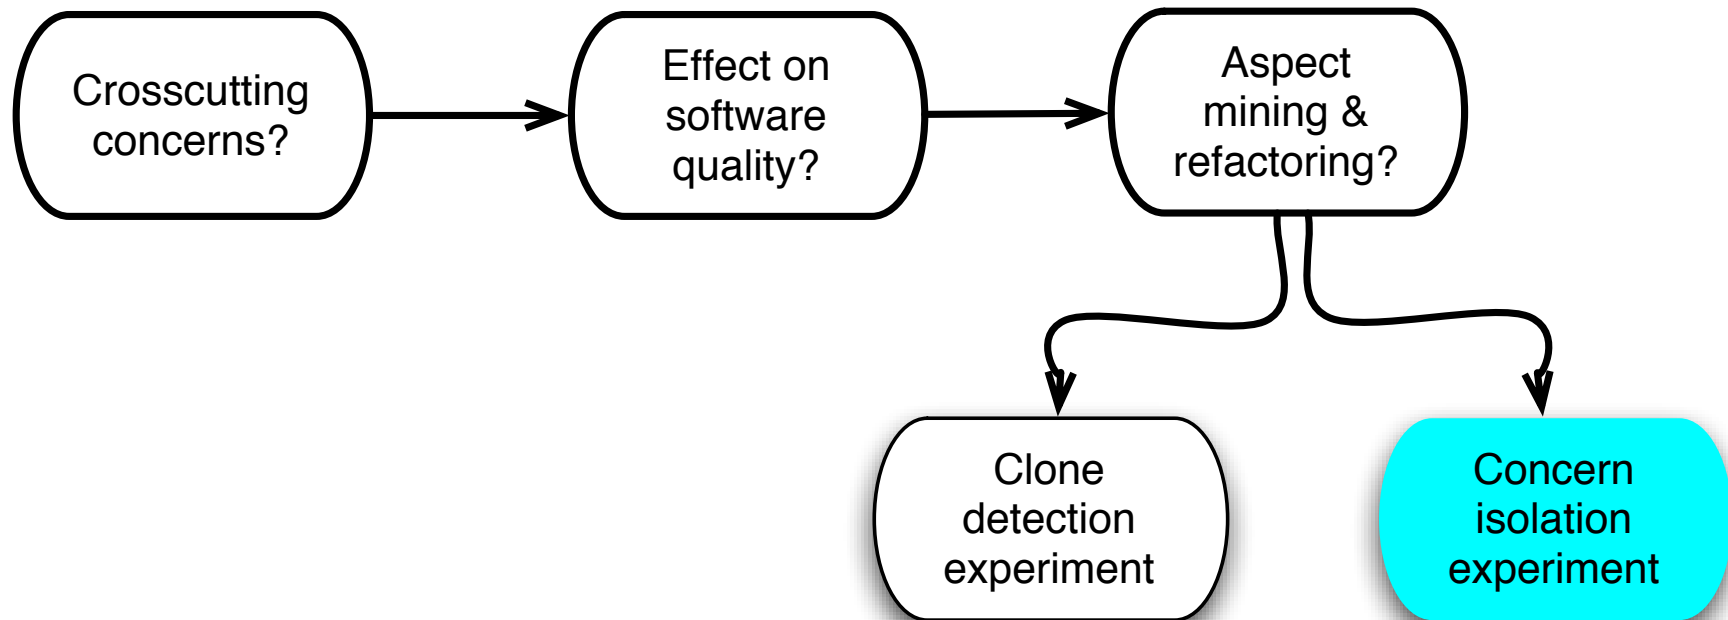 Crosscutting
concerns?
Effect on
software
quality?
Aspect
mining &
refactoring?
Clone
detection
experiment
Concern
isolation
experiment